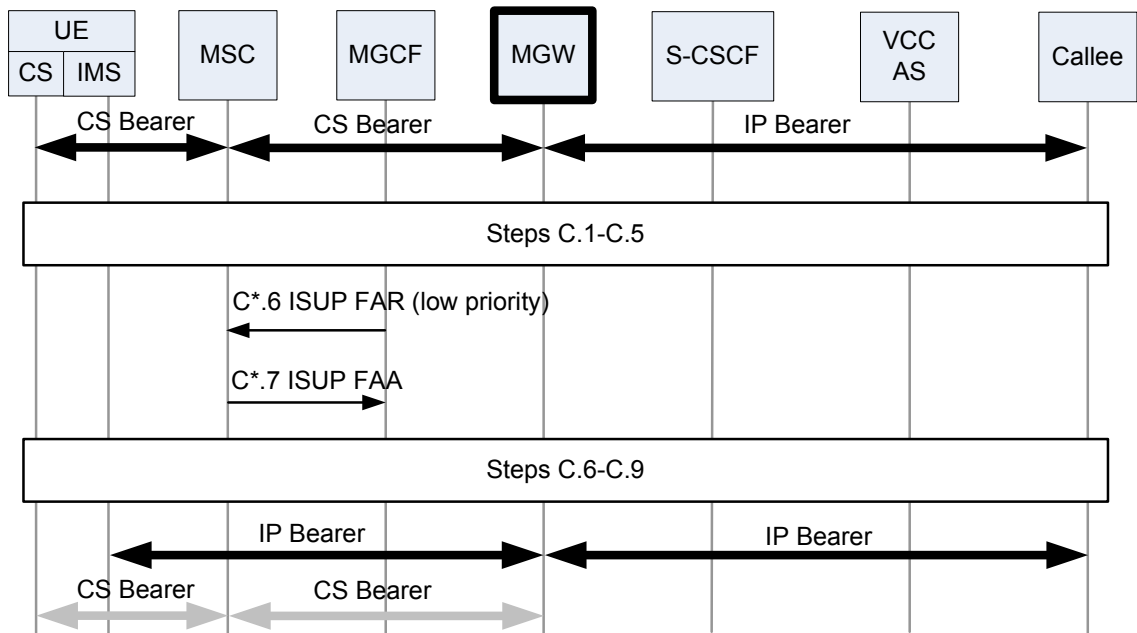 UE
CS
IMS
MSC
MGCF
MGW
S-CSCF
VCC
AS
Callee
CS Bearer
CS Bearer
IP Bearer
Steps C.1-C.5
C*.6 ISUP FAR (low priority)
C*.7 ISUP FAA
Steps C.6-C.9
IP Bearer
IP Bearer
CS Bearer
CS Bearer